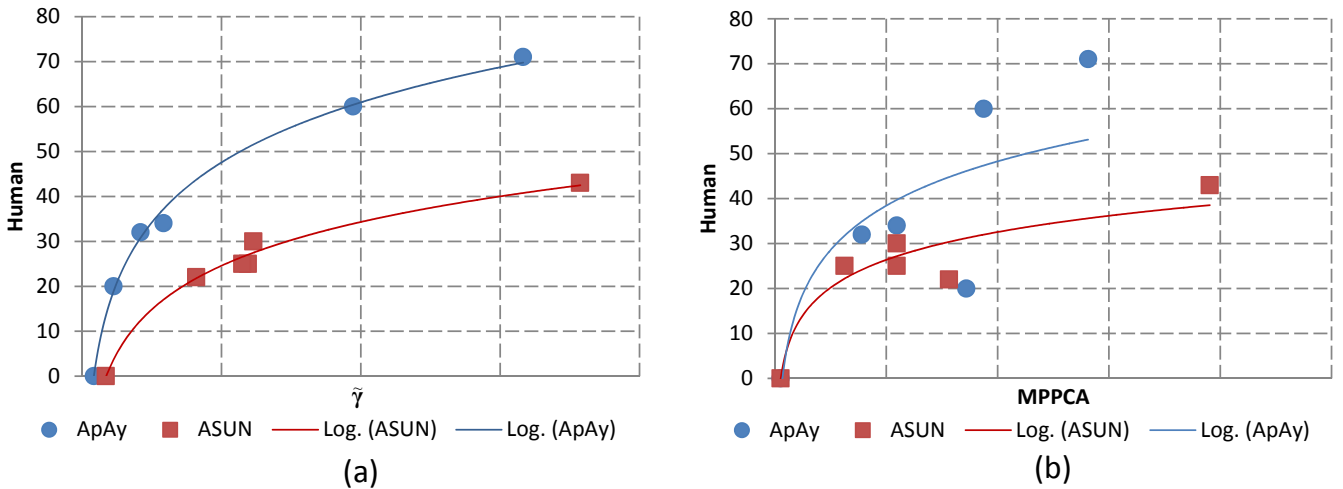 80
70
60
50
40
30
20
10
0
Human
γ̃
ApAy ASUN Log. (ASUN) Log. (ApAy)
(a)
80
70
60
50
40
30
20
10
0
Human
MPPCA
ApAy ASUN Log. (ASUN) Log. (ApAy)
(b)